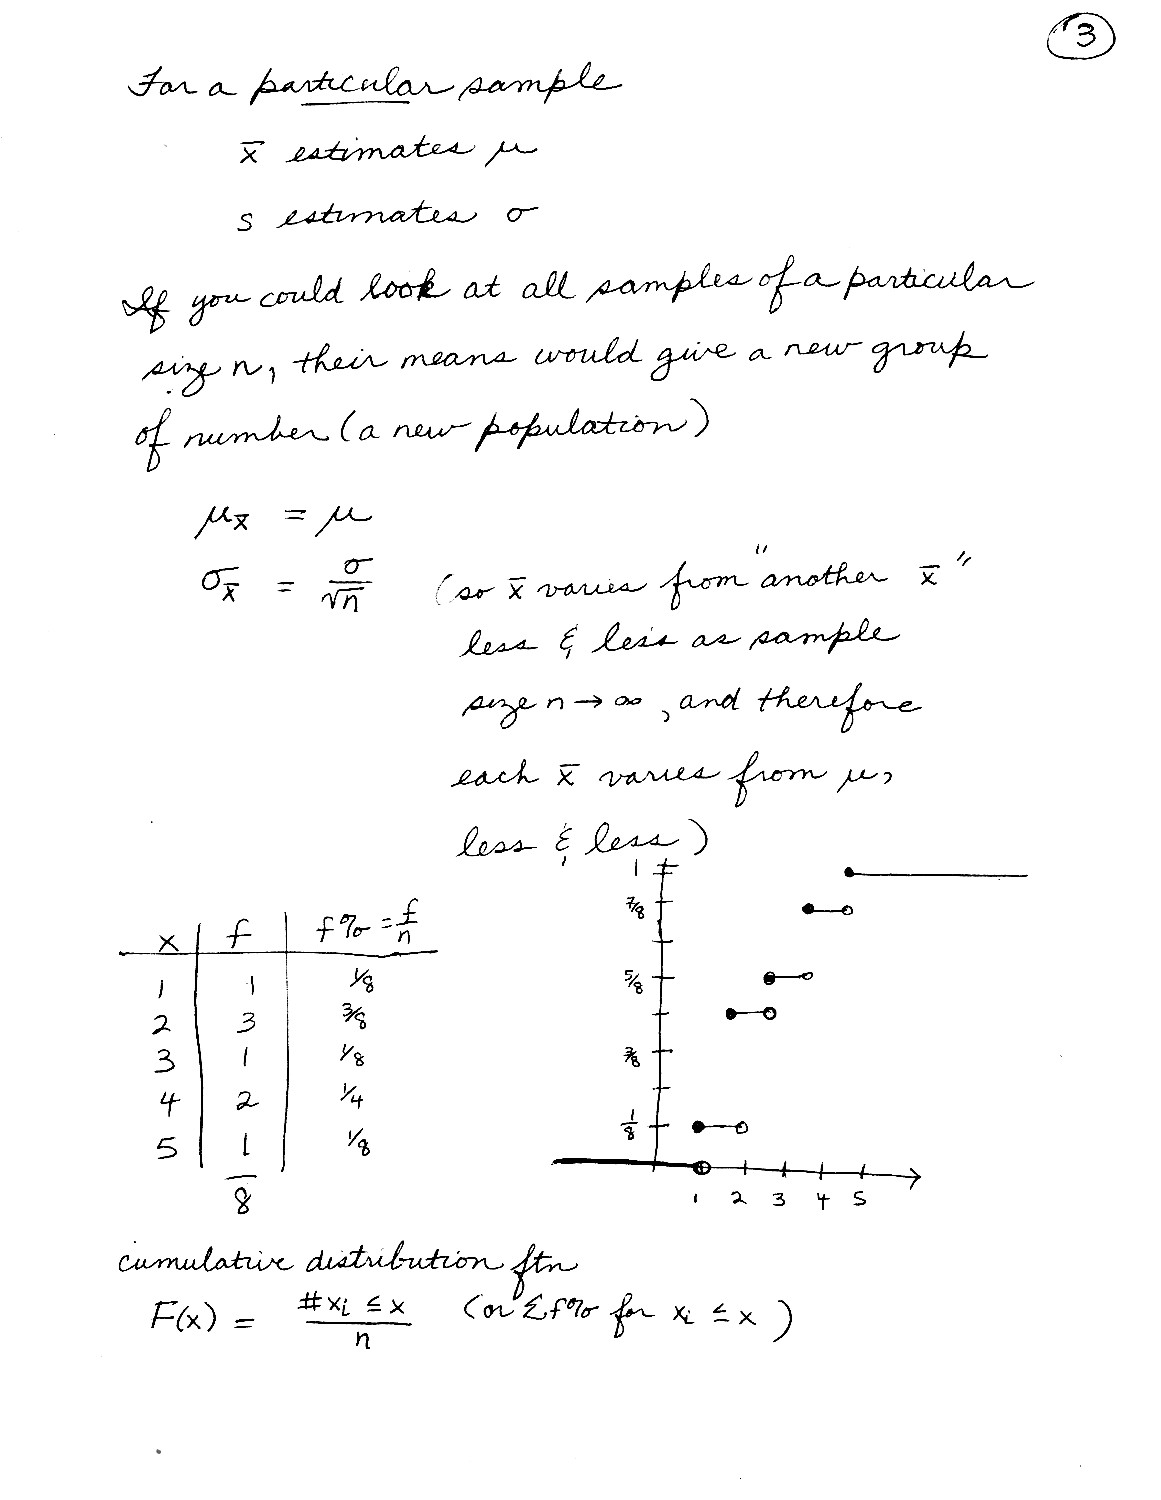 3
For a particular sample
x̄ estimates μ
s estimates σ
If you could look at all samples of a particular
size n, their means would give a new group
of number (a new population)
μx̄ = μ
σx̄ = σ/√n (so x̄ varies from "another x̄"
less & less as sample
size n → ∞, and therefore
each x̄ varies from μ,
less & less)
x | f | f% = f/n
1 | 1 | 1/8
2 | 3 | 3/8
3 | 1 | 1/8
4 | 2 | 1/4
5 | 1 | 1/8
8
1
7/8
5/8
3/8
1/8
1 2 3 4 5
cumulative distribution ftn
F(x) = #xi ≤ x / n (or Σf% for xi ≤ x)